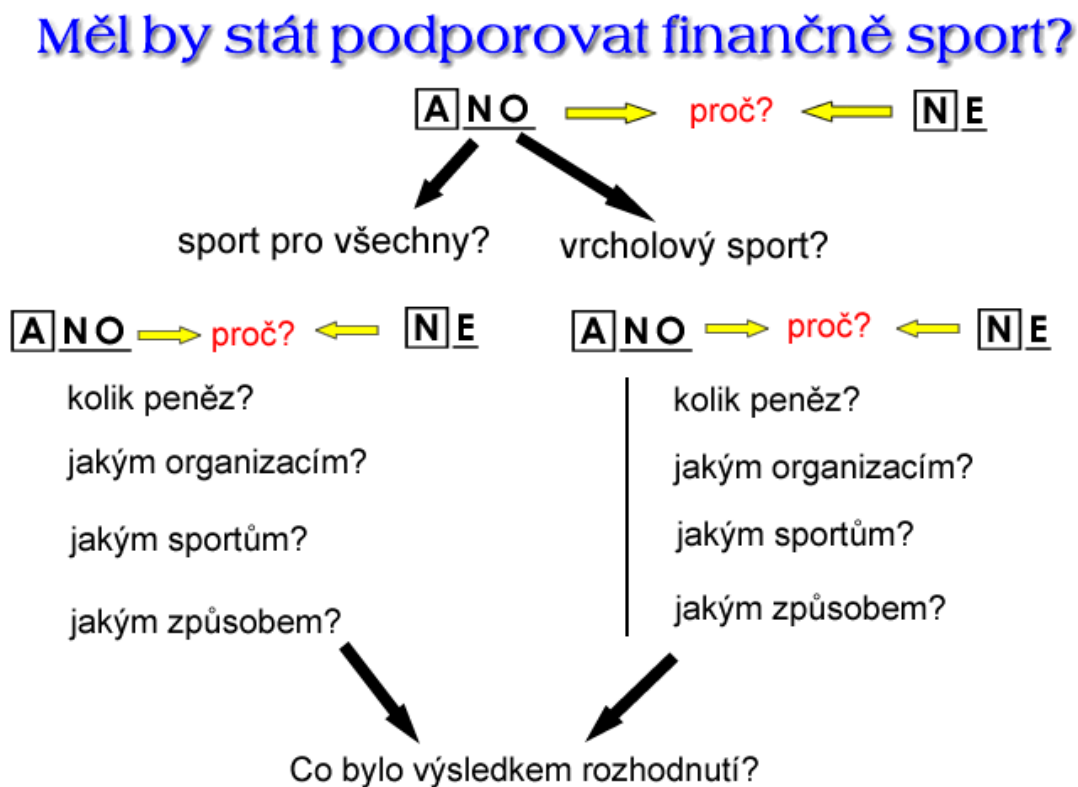 Měl by stát podporovat finančně sport?
ANO proč? NE
sport pro všechny? vrcholový sport?
ANO proč? NE ANO proč? NE
kolik peněz? kolik peněz?
jakým organizacím? jakým organizacím?
jakým sportům? jakým sportům?
jakým způsobem? jakým způsobem?
Co bylo výsledkem rozhodnutí?